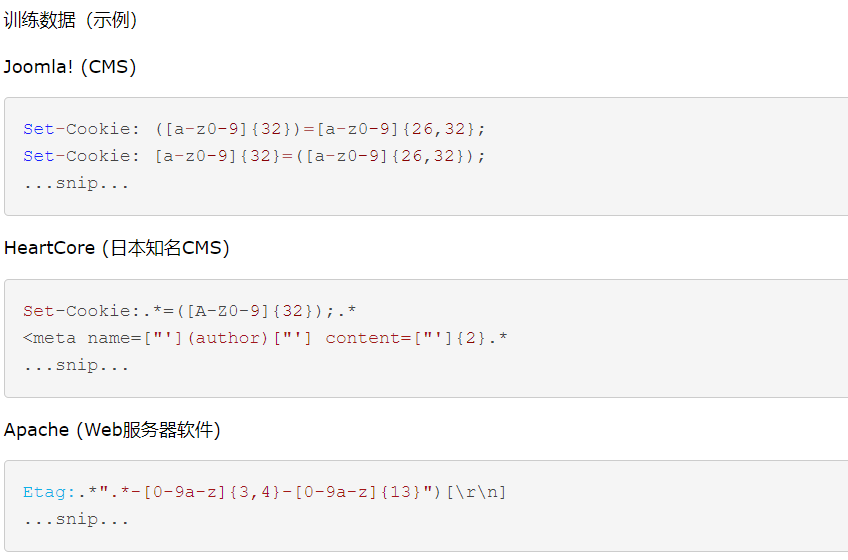 训练数据（示例）
Joomla! (CMS)
Set-Cookie: ([a-z0-9]{32})=[a-z0-9]{26,32};
Set-Cookie: [a-z0-9]{32}=([a-z0-9]{26,32});
...snip...
HeartCore (日本知名CMS)
Set-Cookie:.*=([A-Z0-9]{32});.*
<meta name=["'](author)["'] content=["']{2}.*
...snip...
Apache (Web服务器软件)
Etag:.*".*-[0-9a-z]{3,4}-[0-9a-z]{13}")[\r\n]
...snip...